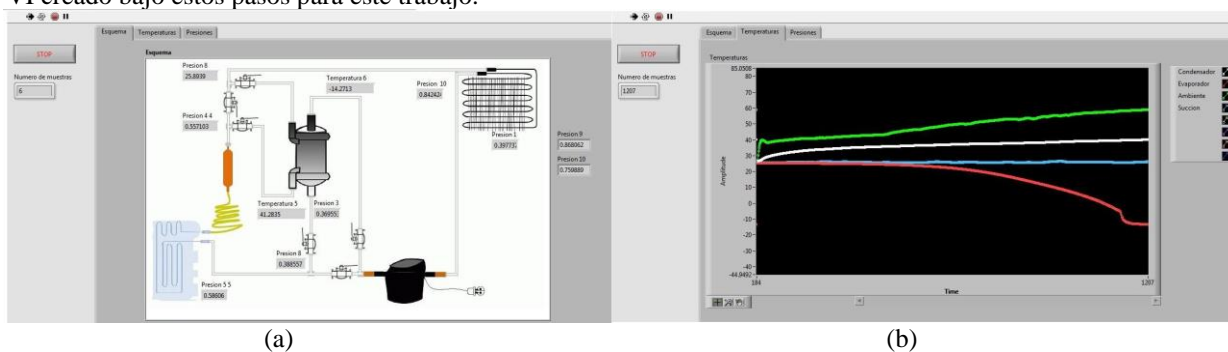 VI creado bajo estos pasos para este trabajo.
STOP
Numero de muestras
6
Esquema Temperaturas Presiones
Esquema
Presion 8
25.8939
Temperatura 6
-14.2713
Presion 10
0.842424
Presion 4 4
0.557103
Presion 1
0.39773
Presion 9
0.868062
Presion 10
0.759889
Temperatura 5
41.2835
Presion 3
0.36955
Presion 8
0.388557
Presion 5 5
0.58606
(a)
STOP
Numero de muestras
1207
Esquema Temperaturas Presiones
Temperaturas
85.0508
80
70
60
50
40
30
20
10
0
-10
-20
-30
-40
-44.9492
Amplitude
184
1207
Time
Condensador
Evaporador
Ambiente
Succion
(b)